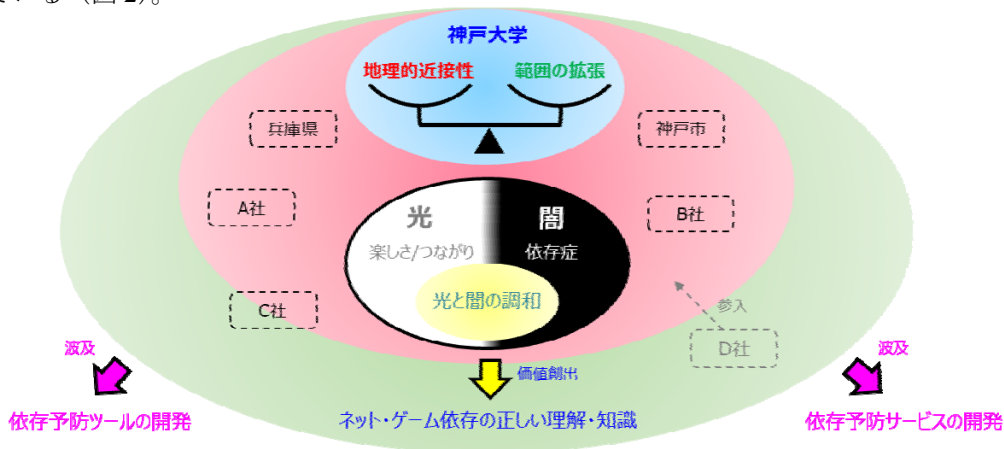 いる（図2）。
神戸大学
地理的近接性 範囲の拡張
兵庫県 神戸市
A社 B社
光 闇
楽しさ/つながり 依存症
光と闇の調和
C社
参入
D社
波及 価値創出 波及
依存予防ツールの開発 ネット・ゲーム依存の正しい理解・知識 依存予防サービスの開発